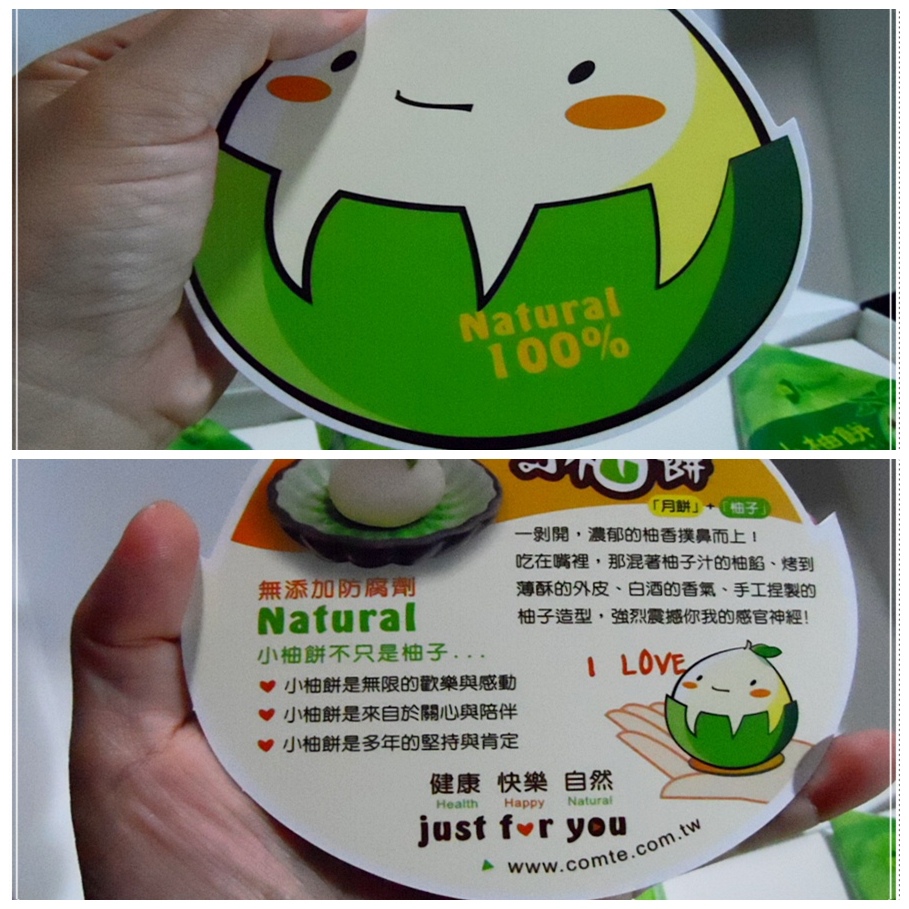 Natural
100%
小柚餅
餅
「月餅」+「柚子」
一剝開，濃郁的柚香撲鼻而上！
吃在嘴裡，那混著柚子汁的柚餡、烤到
薄酥的外皮、白酒的香氣、手工捏製的
柚子造型，強烈震撼你我的感官神經！
無添加防腐劑
Natural
小柚餅不只是柚子...
小柚餅是無限的歡樂與感動
小柚餅是來自於關心與陪伴
小柚餅是多年的堅持與肯定
I LOVE
健康 快樂 自然
Health Happy Natural
just for you
www.comte.com.tw